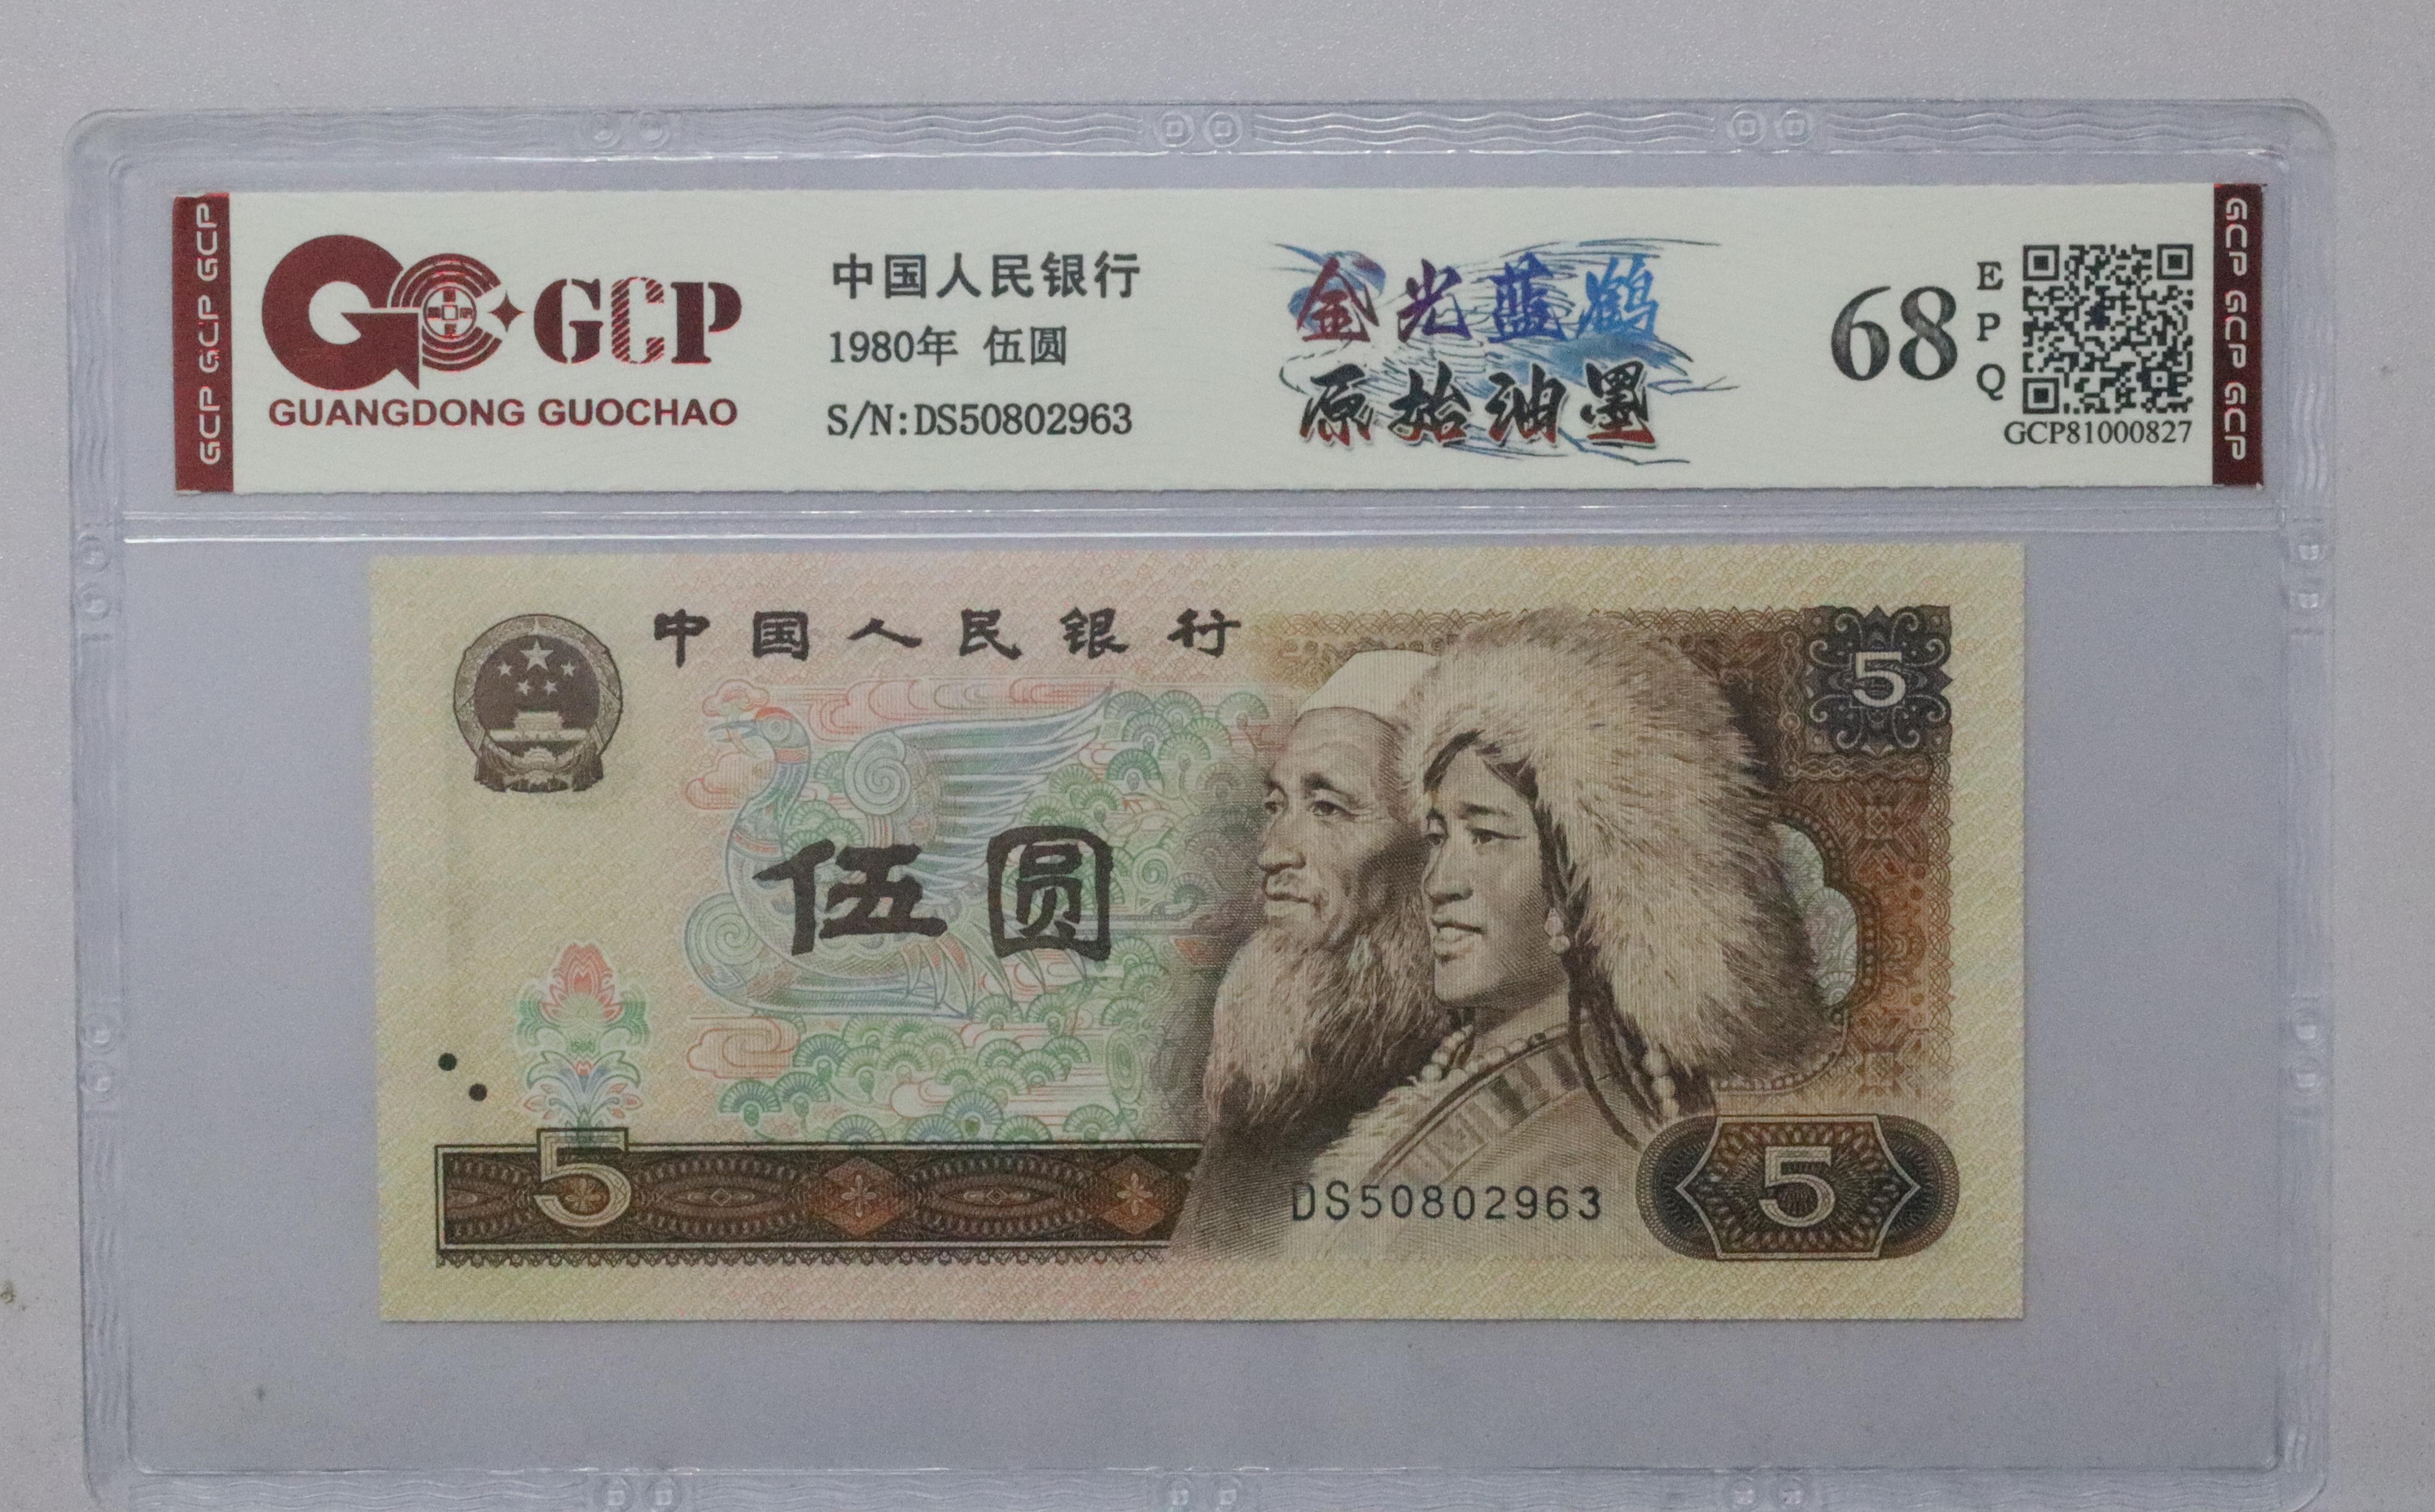 GCP GCP GCP
GCP
GUANGDONG GUOCHAO
中国人民银行
1980年 伍圆
S/N:DS50802963
金光蓝鹤
原始油墨
68
EPQ
GCP81000827
GCP GCP GCP
中国人民银行
5
伍圆
5
DS50802963
5